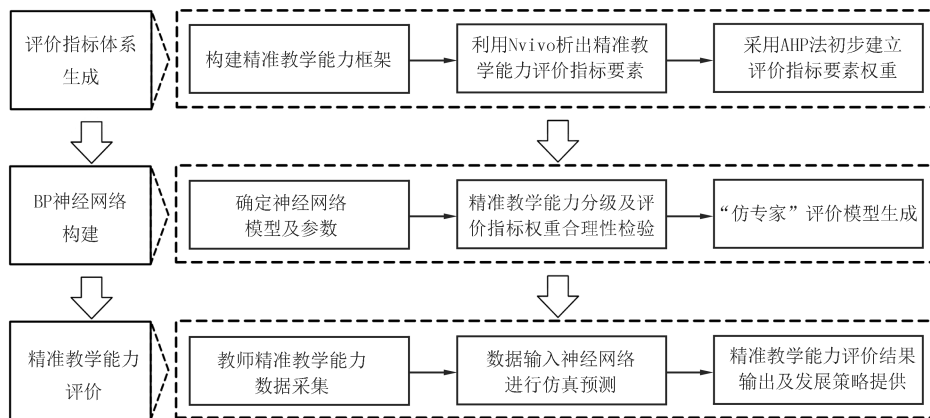 评价指标体系
生成
构建精准教学能力框架
利用Nvivo析出精准教
学能力评价指标要素
采用AHP法初步建立
评价指标要素权重
BP神经网络
构建
确定神经网络
模型及参数
精准教学能力分级及评
价指标权重合理性检验
“仿专家”评价模型生成
精准教学能力
评价
教师精准教学能力
数据采集
数据输入神经网络
进行仿真预测
精准教学能力评价结果
输出及发展策略提供